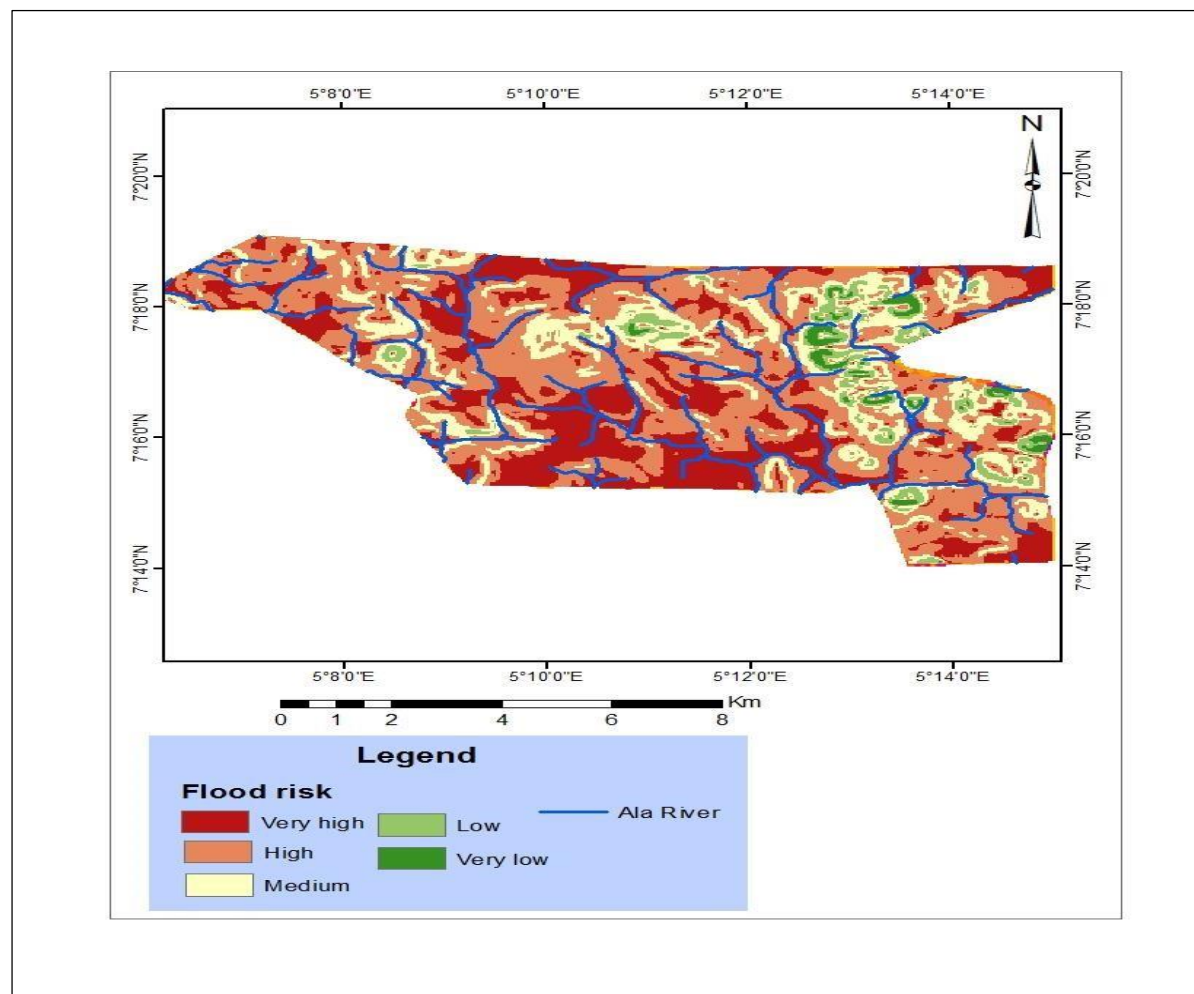 5°8'0"E 5°10'0"E 5°12'0"E 5°14'0"E
N
7°20'0"N 7°20'0"N
7°18'0"N 7°18'0"N
7°16'0"N 7°16'0"N
7°14'0"N 7°14'0"N
5°8'0"E 5°10'0"E 5°12'0"E 5°14'0"E
Km
0 1 2 4 6 8
Legend
Flood risk
Very high Low Ala River
High Very low
Medium